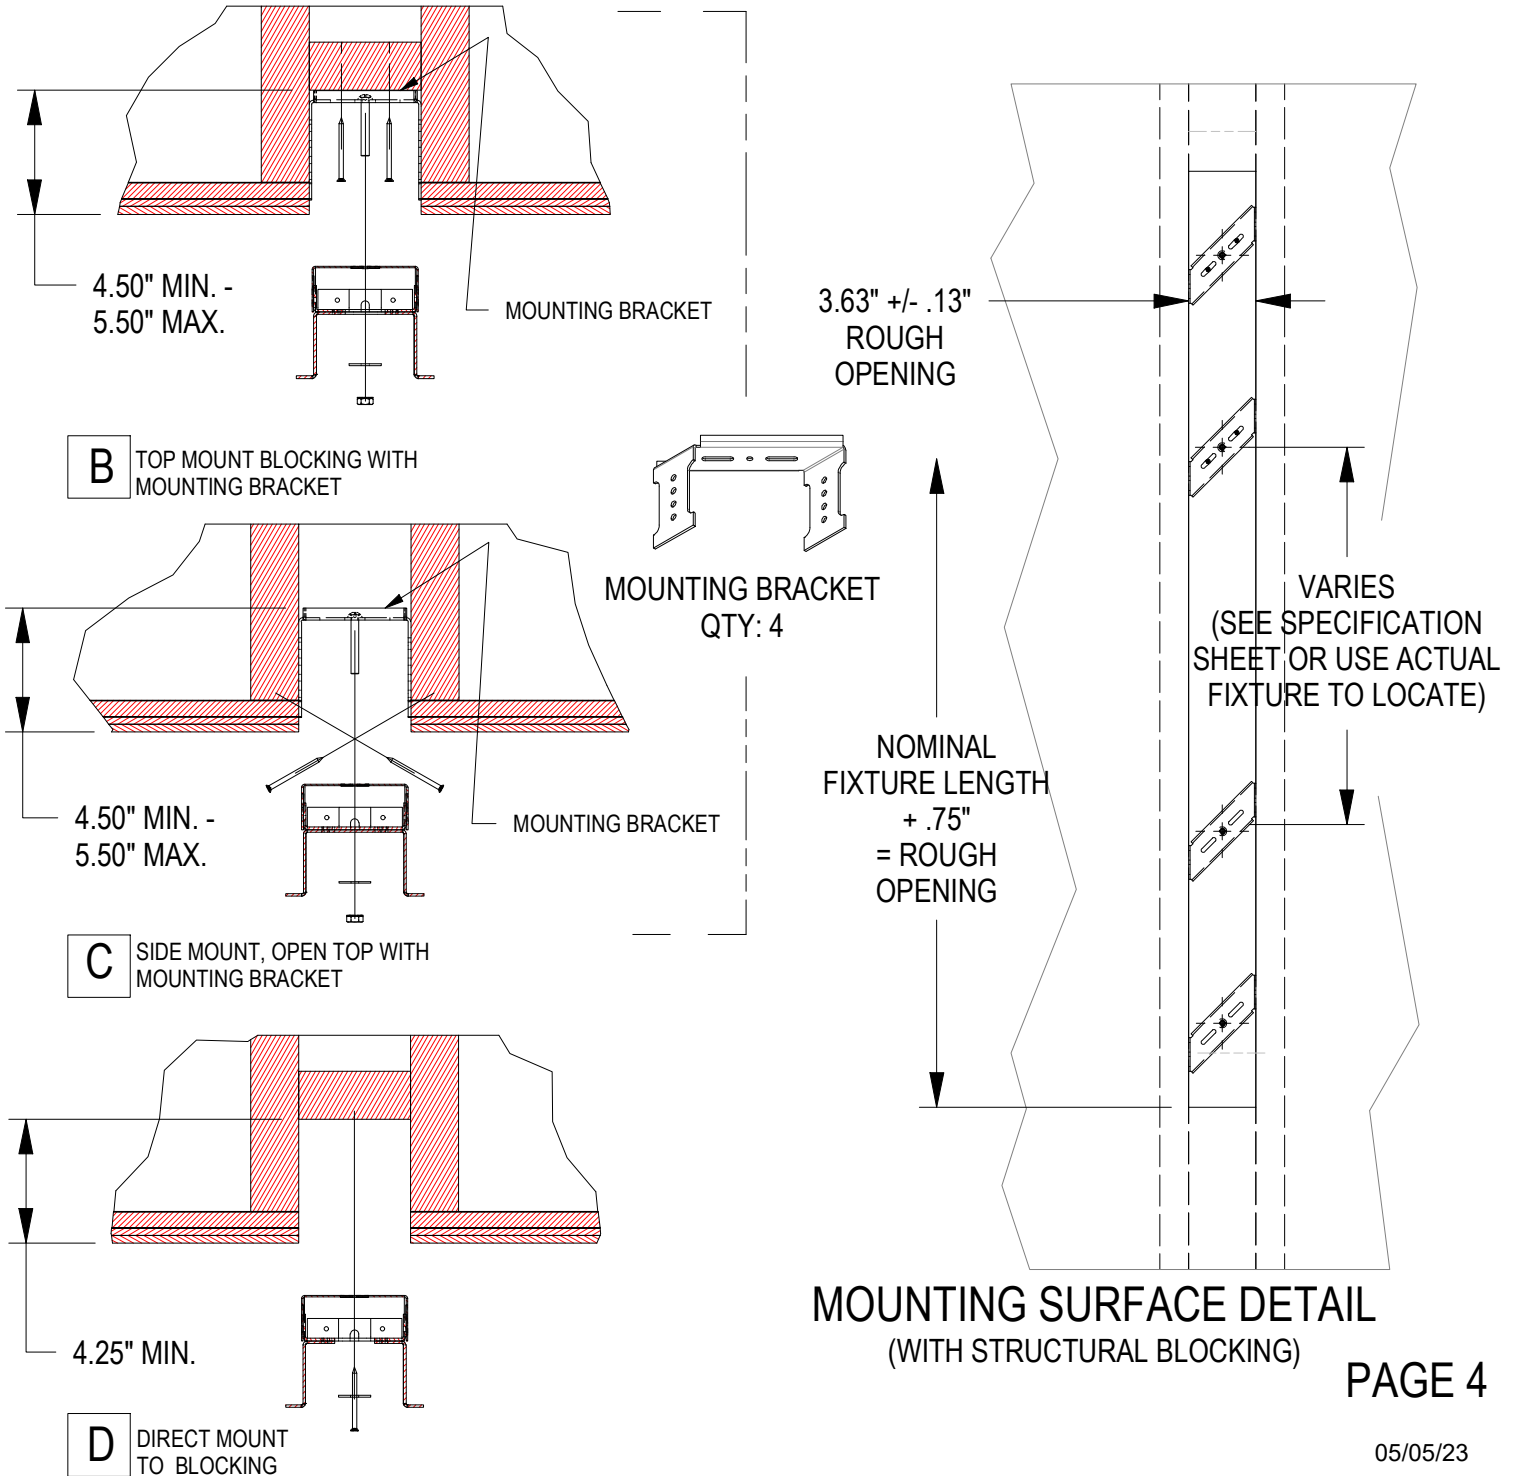 4.50" MIN. -
5.50" MAX.
MOUNTING BRACKET
B
TOP MOUNT BLOCKING WITH
MOUNTING BRACKET
MOUNTING BRACKET
QTY: 4
4.50" MIN. -
5.50" MAX.
MOUNTING BRACKET
C
SIDE MOUNT, OPEN TOP WITH
MOUNTING BRACKET
4.25" MIN.
D
DIRECT MOUNT
TO BLOCKING
3.63" +/- .13"
ROUGH
OPENING
VARIES
(SEE SPECIFICATION
SHEET OR USE ACTUAL
FIXTURE TO LOCATE)
NOMINAL
FIXTURE LENGTH
+ .75"
= ROUGH
OPENING
MOUNTING SURFACE DETAIL
(WITH STRUCTURAL BLOCKING)
PAGE 4
05/05/23